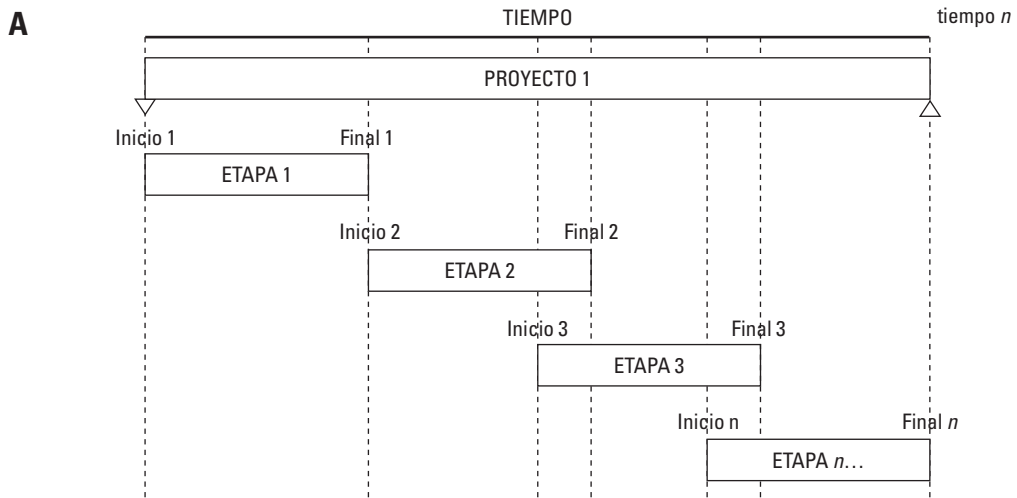 A
TIEMPO
tiempo n
PROYECTO 1
Inicio 1
Final 1
ETAPA 1
Inicio 2
Final 2
ETAPA 2
Inicio 3
Final 3
ETAPA 3
Inicio n
Final n
ETAPA n…